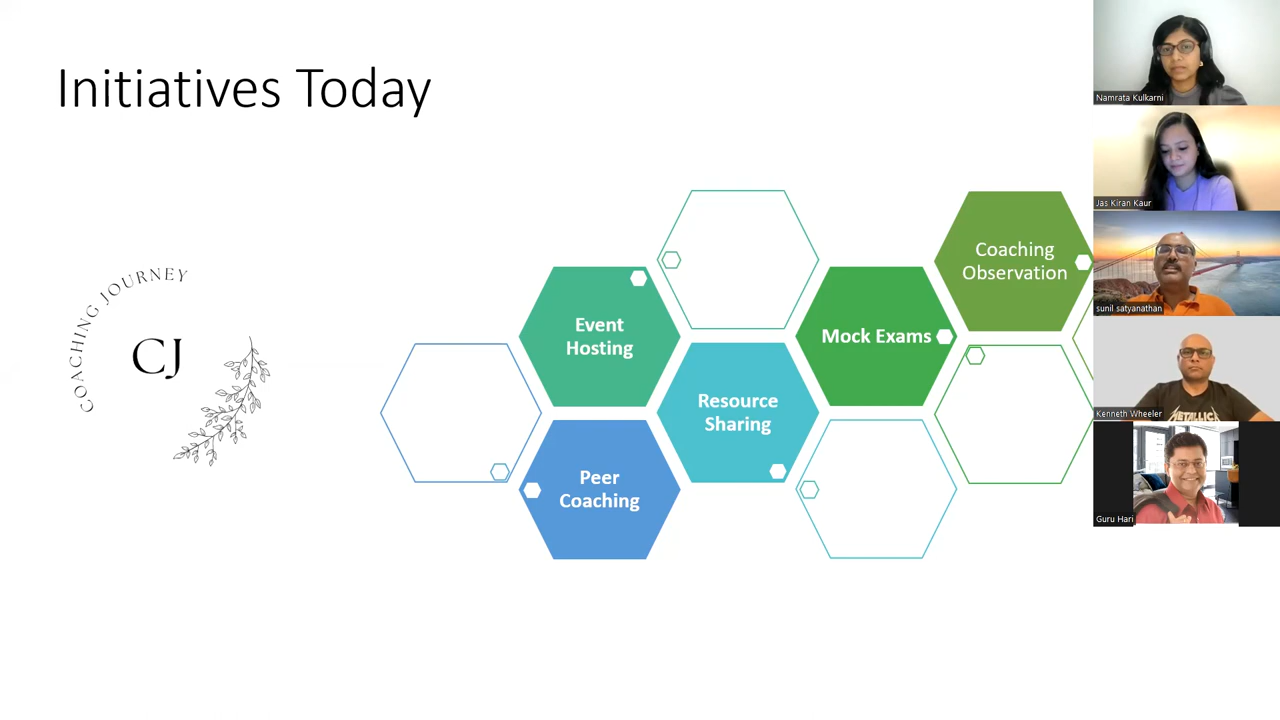 Initiatives Today
COACHING JOURNEY
CJ
Event
Hosting
Peer
Coaching
Resource
Sharing
Mock Exams
Coaching
Observation
Namrata Kulkarni
Jas Kiran Kaur
sunil satyanathan
Kenneth Wheeler
METALLICA
Guru Hari